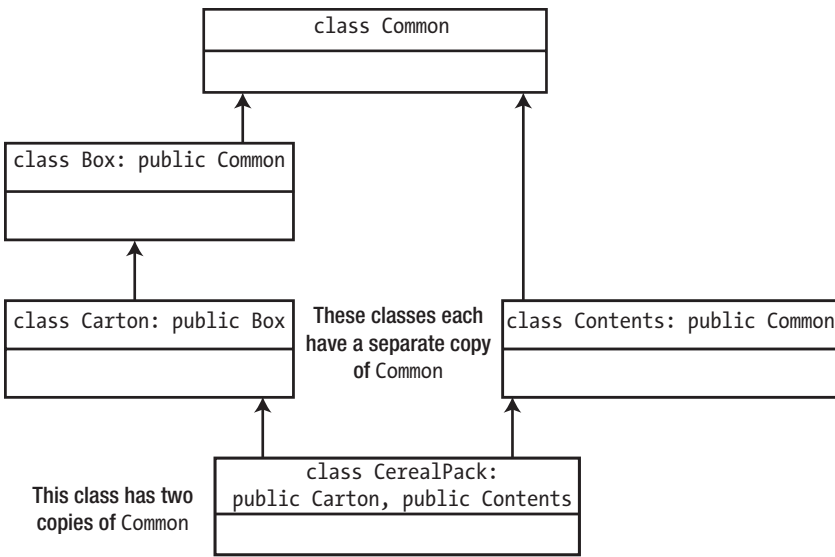 class Common
class Box: public Common
class Carton: public Box
These classes each
have a separate copy
of Common
class Contents: public Common
This class has two
copies of Common
class CerealPack:
public Carton, public Contents